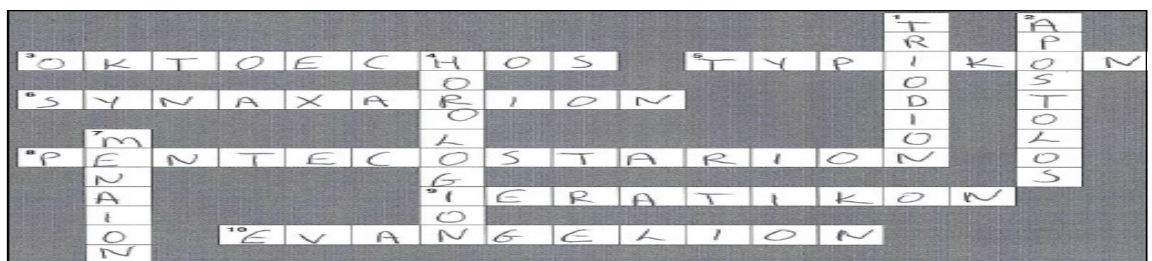 1 TRIODION
2 APOSTOLOS
3 OKTOECHOS
4 HOROLOGION
5 TYPIKON
6 SYNAXARION
7 MENAION
8 PENTECOSTARION
9 IERATIKON
10 EVANGELION